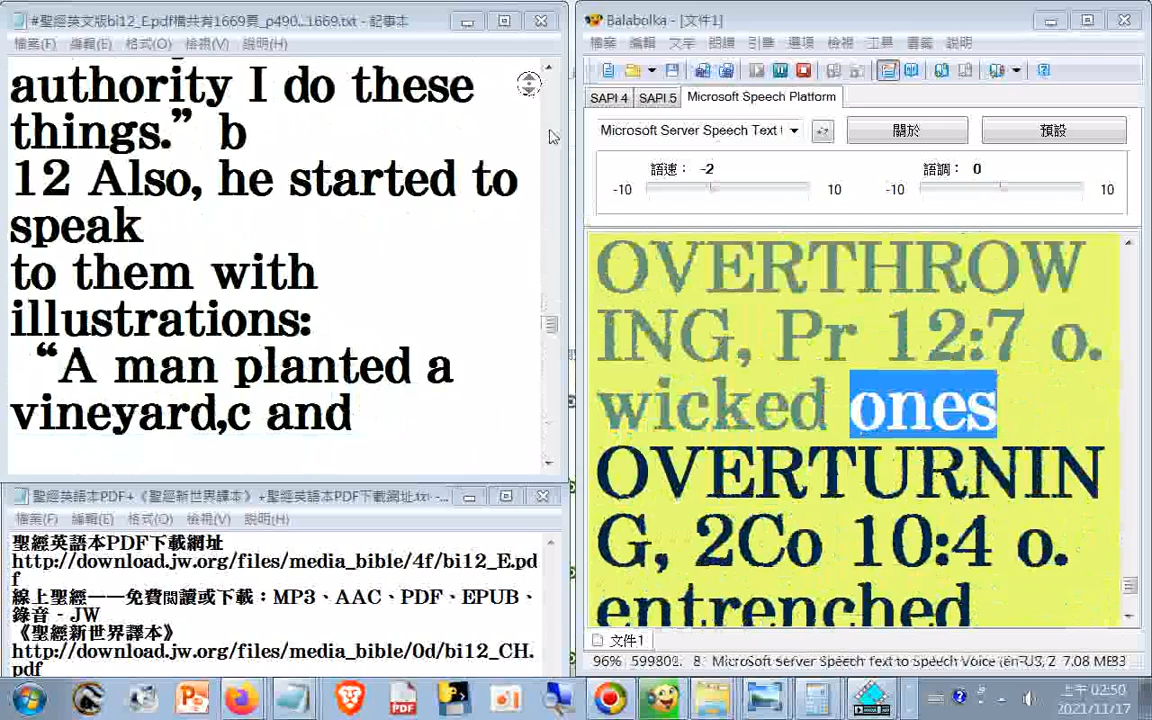 #聖經英文版bi12_E.pdf檔共有1669頁_p490...1669.txt - 記事本
檔案(F) 編輯(E) 格式(O) 檢視(V) 說明(H)
authority I do these
things.” b
12 Also, he started to
speak
to them with
illustrations:
“A man planted a
vineyard,c and
聖經英語本PDF+《聖經新世界譯本》+聖經英語本PDF下載網址.txt -...
檔案(F) 編輯(E) 格式(O) 檢視(V) 說明(H)
聖經英語本PDF下載網址
http://download.jw.org/files/media_bible/4f/bi12_E.pd
f
線上聖經——免費閱讀或下載：MP3、AAC、PDF、EPUB、
錄音 - JW
《聖經新世界譯本》
http://download.jw.org/files/media_bible/0d/bi12_CH.
pdf
Balabolka - [文件1]
檔案 編輯 文字 朗讀 引擎 選項 檢視 工具 書籤 說明
SAPI 4 SAPI 5 Microsoft Speech Platform
Microsoft Server Speech Text 關於 預設
語速： -2 語調： 0
-10 10 -10 10
OVERTHROW
ING, Pr 12:7 o.
wicked ones
OVERTURNIN
G, 2Co 10:4 o.
entrenched
文件1
96% 599802. 8 Microsoft Server Speech Text to Speech Voice (en-US, Z 7.08 MB
PDF
上午 02:50
2021/11/17